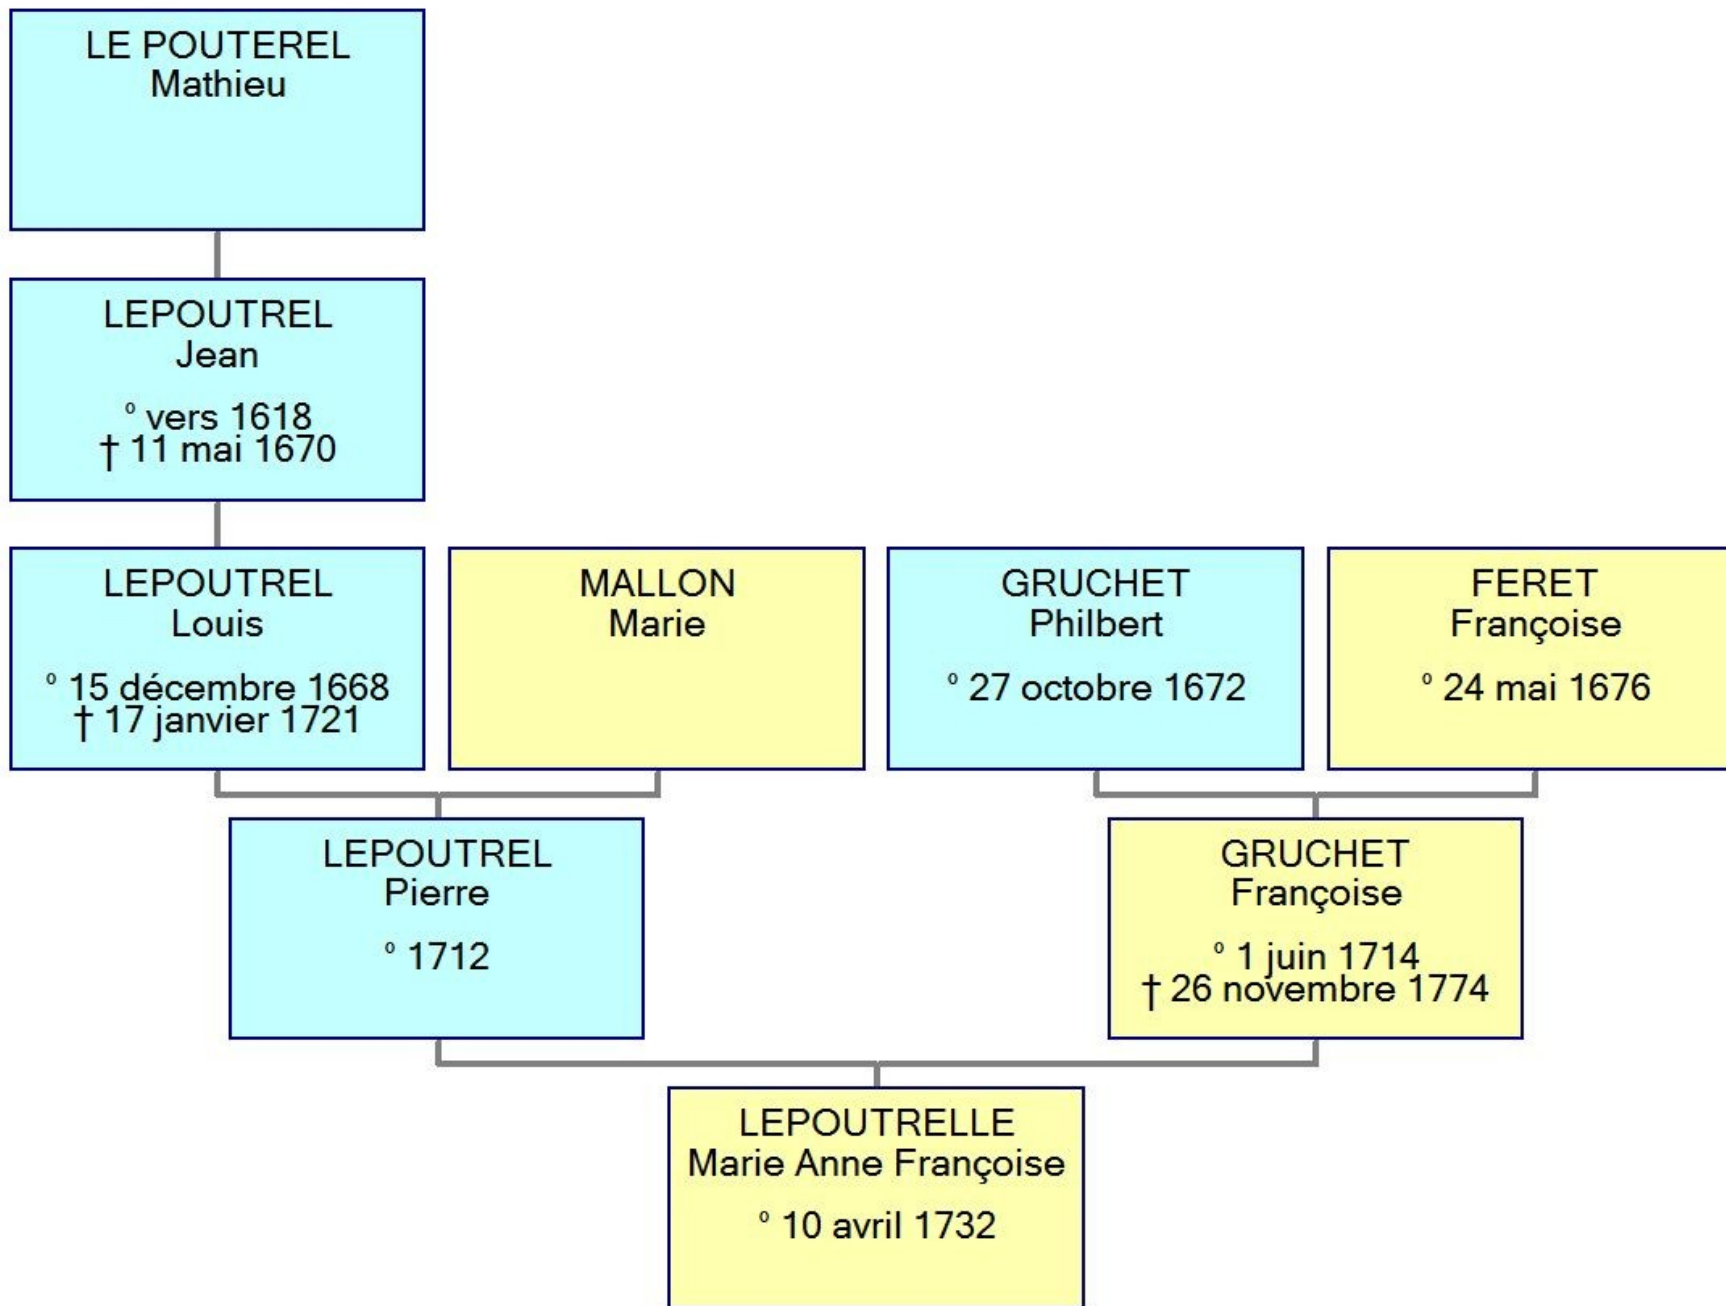 LE POUTEREL
Mathieu
LEPOUTREL
Jean
° vers 1618
† 11 mai 1670
LEPOUTREL
Louis
° 15 décembre 1668
† 17 janvier 1721
MALLON
Marie
GRUCHET
Philbert
° 27 octobre 1672
FERET
Françoise
° 24 mai 1676
LEPOUTREL
Pierre
° 1712
GRUCHET
Françoise
° 1 juin 1714
† 26 novembre 1774
LEPOUTRELLE
Marie Anne Françoise
° 10 avril 1732